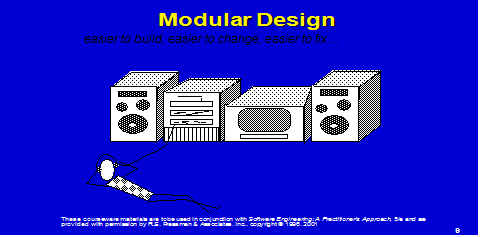 Modular Design
easier to build, easier to change, easier to fix ...
These courseware materials are to be used in conjunction with Software Engineering: A Practitioner's Approach, 5/e and are
provided with permission by R.S. Pressman & Associates, Inc., copyright © 1996, 2001
9